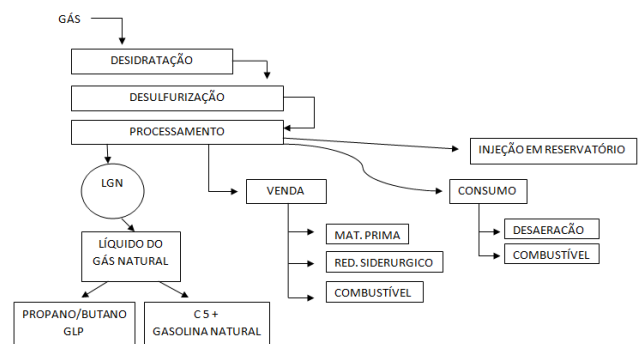 GÁS
DESIDRATAÇÃO
DESULFURIZAÇÃO
PROCESSAMENTO
INJEÇÃO EM RESERVATÓRIO
LGN
VENDA
CONSUMO
MAT. PRIMA
RED. SIDERURGICO
COMBUSTÍVEL
DESAERACÃO
COMBUSTÍVEL
LÍQUIDO DO
GÁS NATURAL
PROPANO/BUTANO
GLP
C 5 +
GASOLINA NATURAL